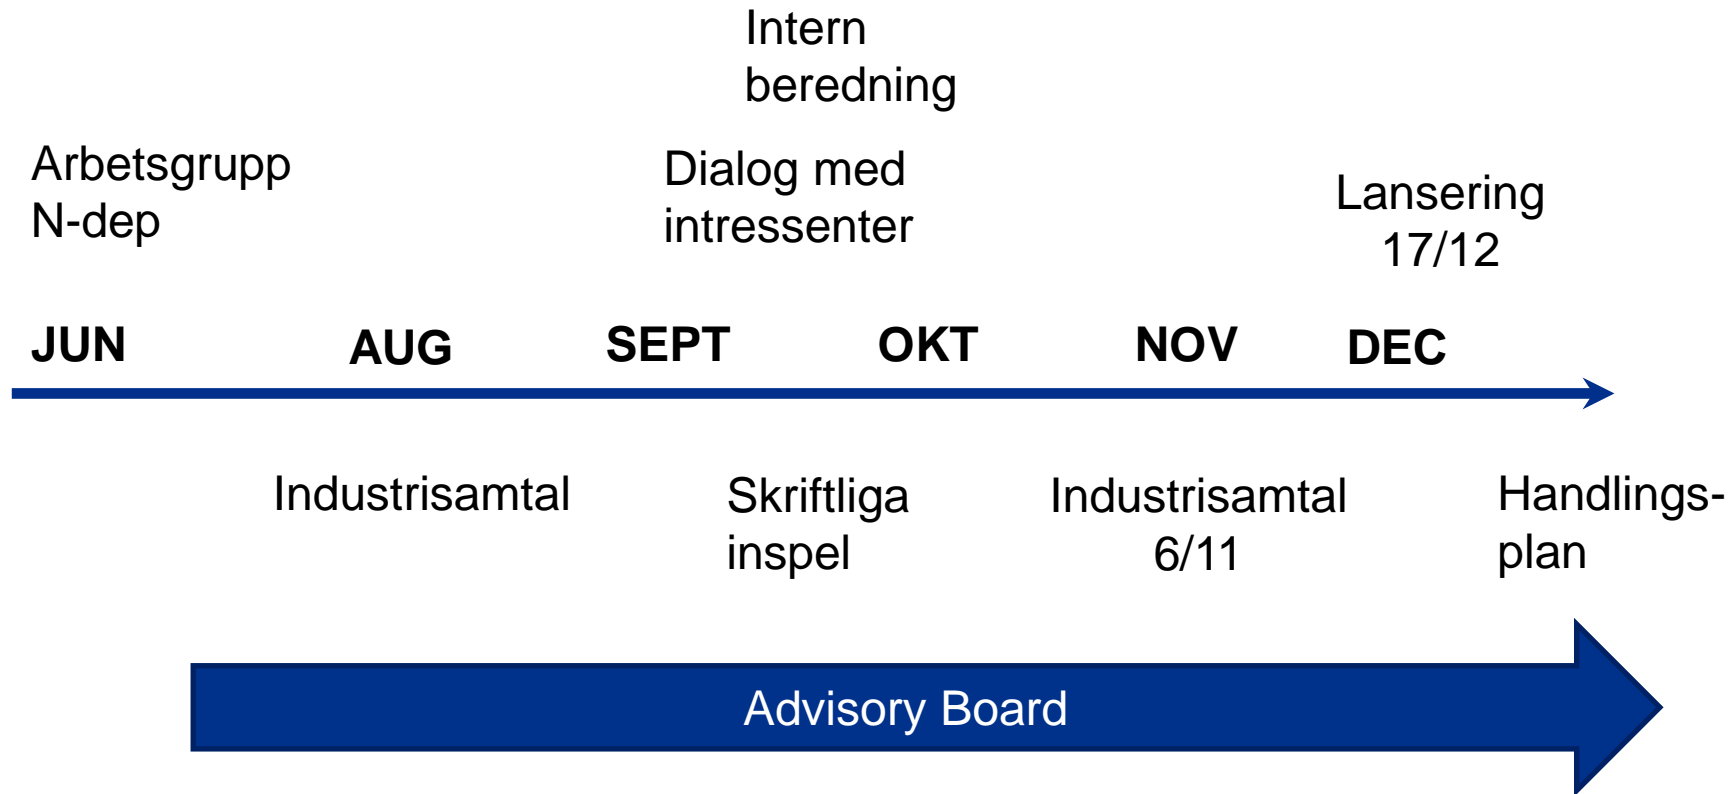 Intern
beredning
Arbetsgrupp
N-dep
Dialog med
intressenter
Lansering
17/12
JUN AUG SEPT OKT NOV DEC
Industrisamtal
Skriftliga
inspel
Industrisamtal
6/11
Handlings-
plan
Advisory Board